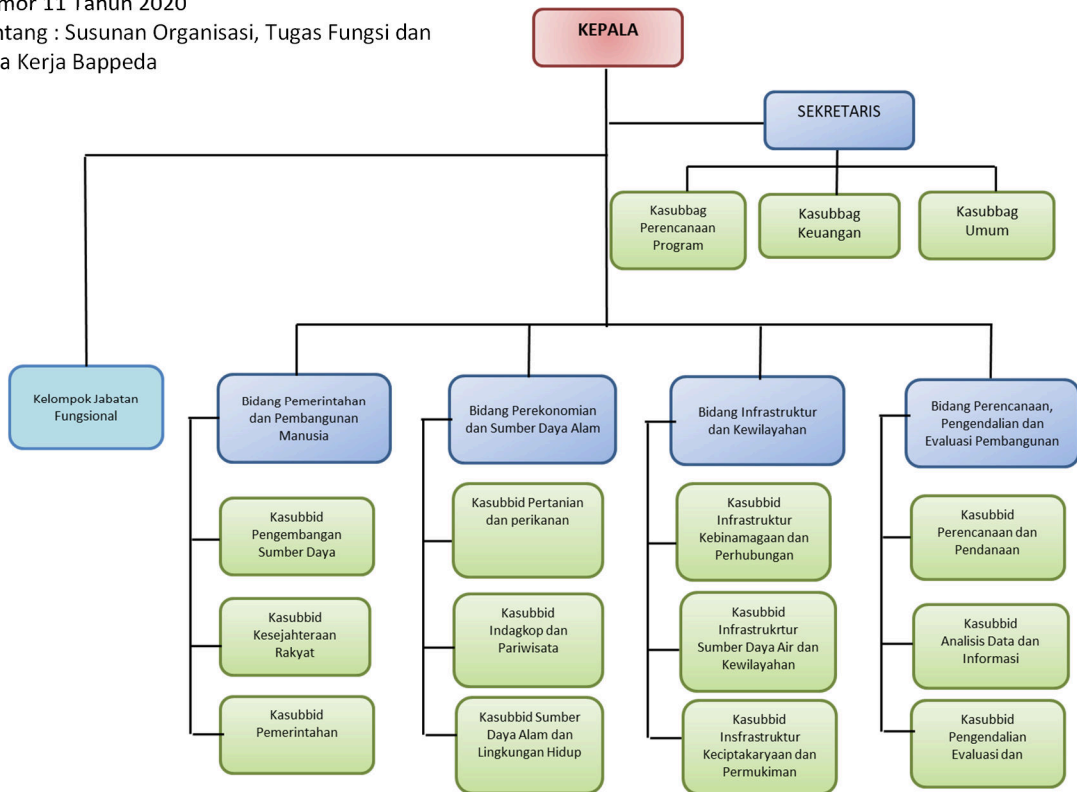 mor 11 Tahun 2020
ntang : Susunan Organisasi, Tugas Fungsi dan
a Kerja Bappeda
KEPALA
SEKRETARIS
Kasubbag
Perencanaan
Program
Kasubbag
Keuangan
Kasubbag
Umum
Kelompok Jabatan
Fungsional
Bidang Pemerintahan
dan Pembangunan
Manusia
Bidang Perekonomian
dan Sumber Daya Alam
Bidang Infrastruktur
dan Kewilayahan
Bidang Perencanaan,
Pengendalian dan
Evaluasi Pembangunan
Kasubbid
Pengembangan
Sumber Daya
Kasubbid Pertanian
dan perikanan
Kasubbid
Infrastruktur
Kebinamagaan dan
Perhubungan
Kasubbid
Perencanaan dan
Pendanaan
Kasubbid
Kesejahteraan
Rakyat
Kasubbid
Indagkop dan
Pariwisata
Kasubbid
Infrastrukrtur
Sumber Daya Air dan
Kewilayahan
Kasubbid
Analisis Data dan
Informasi
Kasubbid
Pemerintahan
Kasubbid Sumber
Daya Alam dan
Lingkungan Hidup
Kasubbid
Insfrastruktur
Keciptakaryaan dan
Permukiman
Kasubbid
Pengendalian
Evaluasi dan